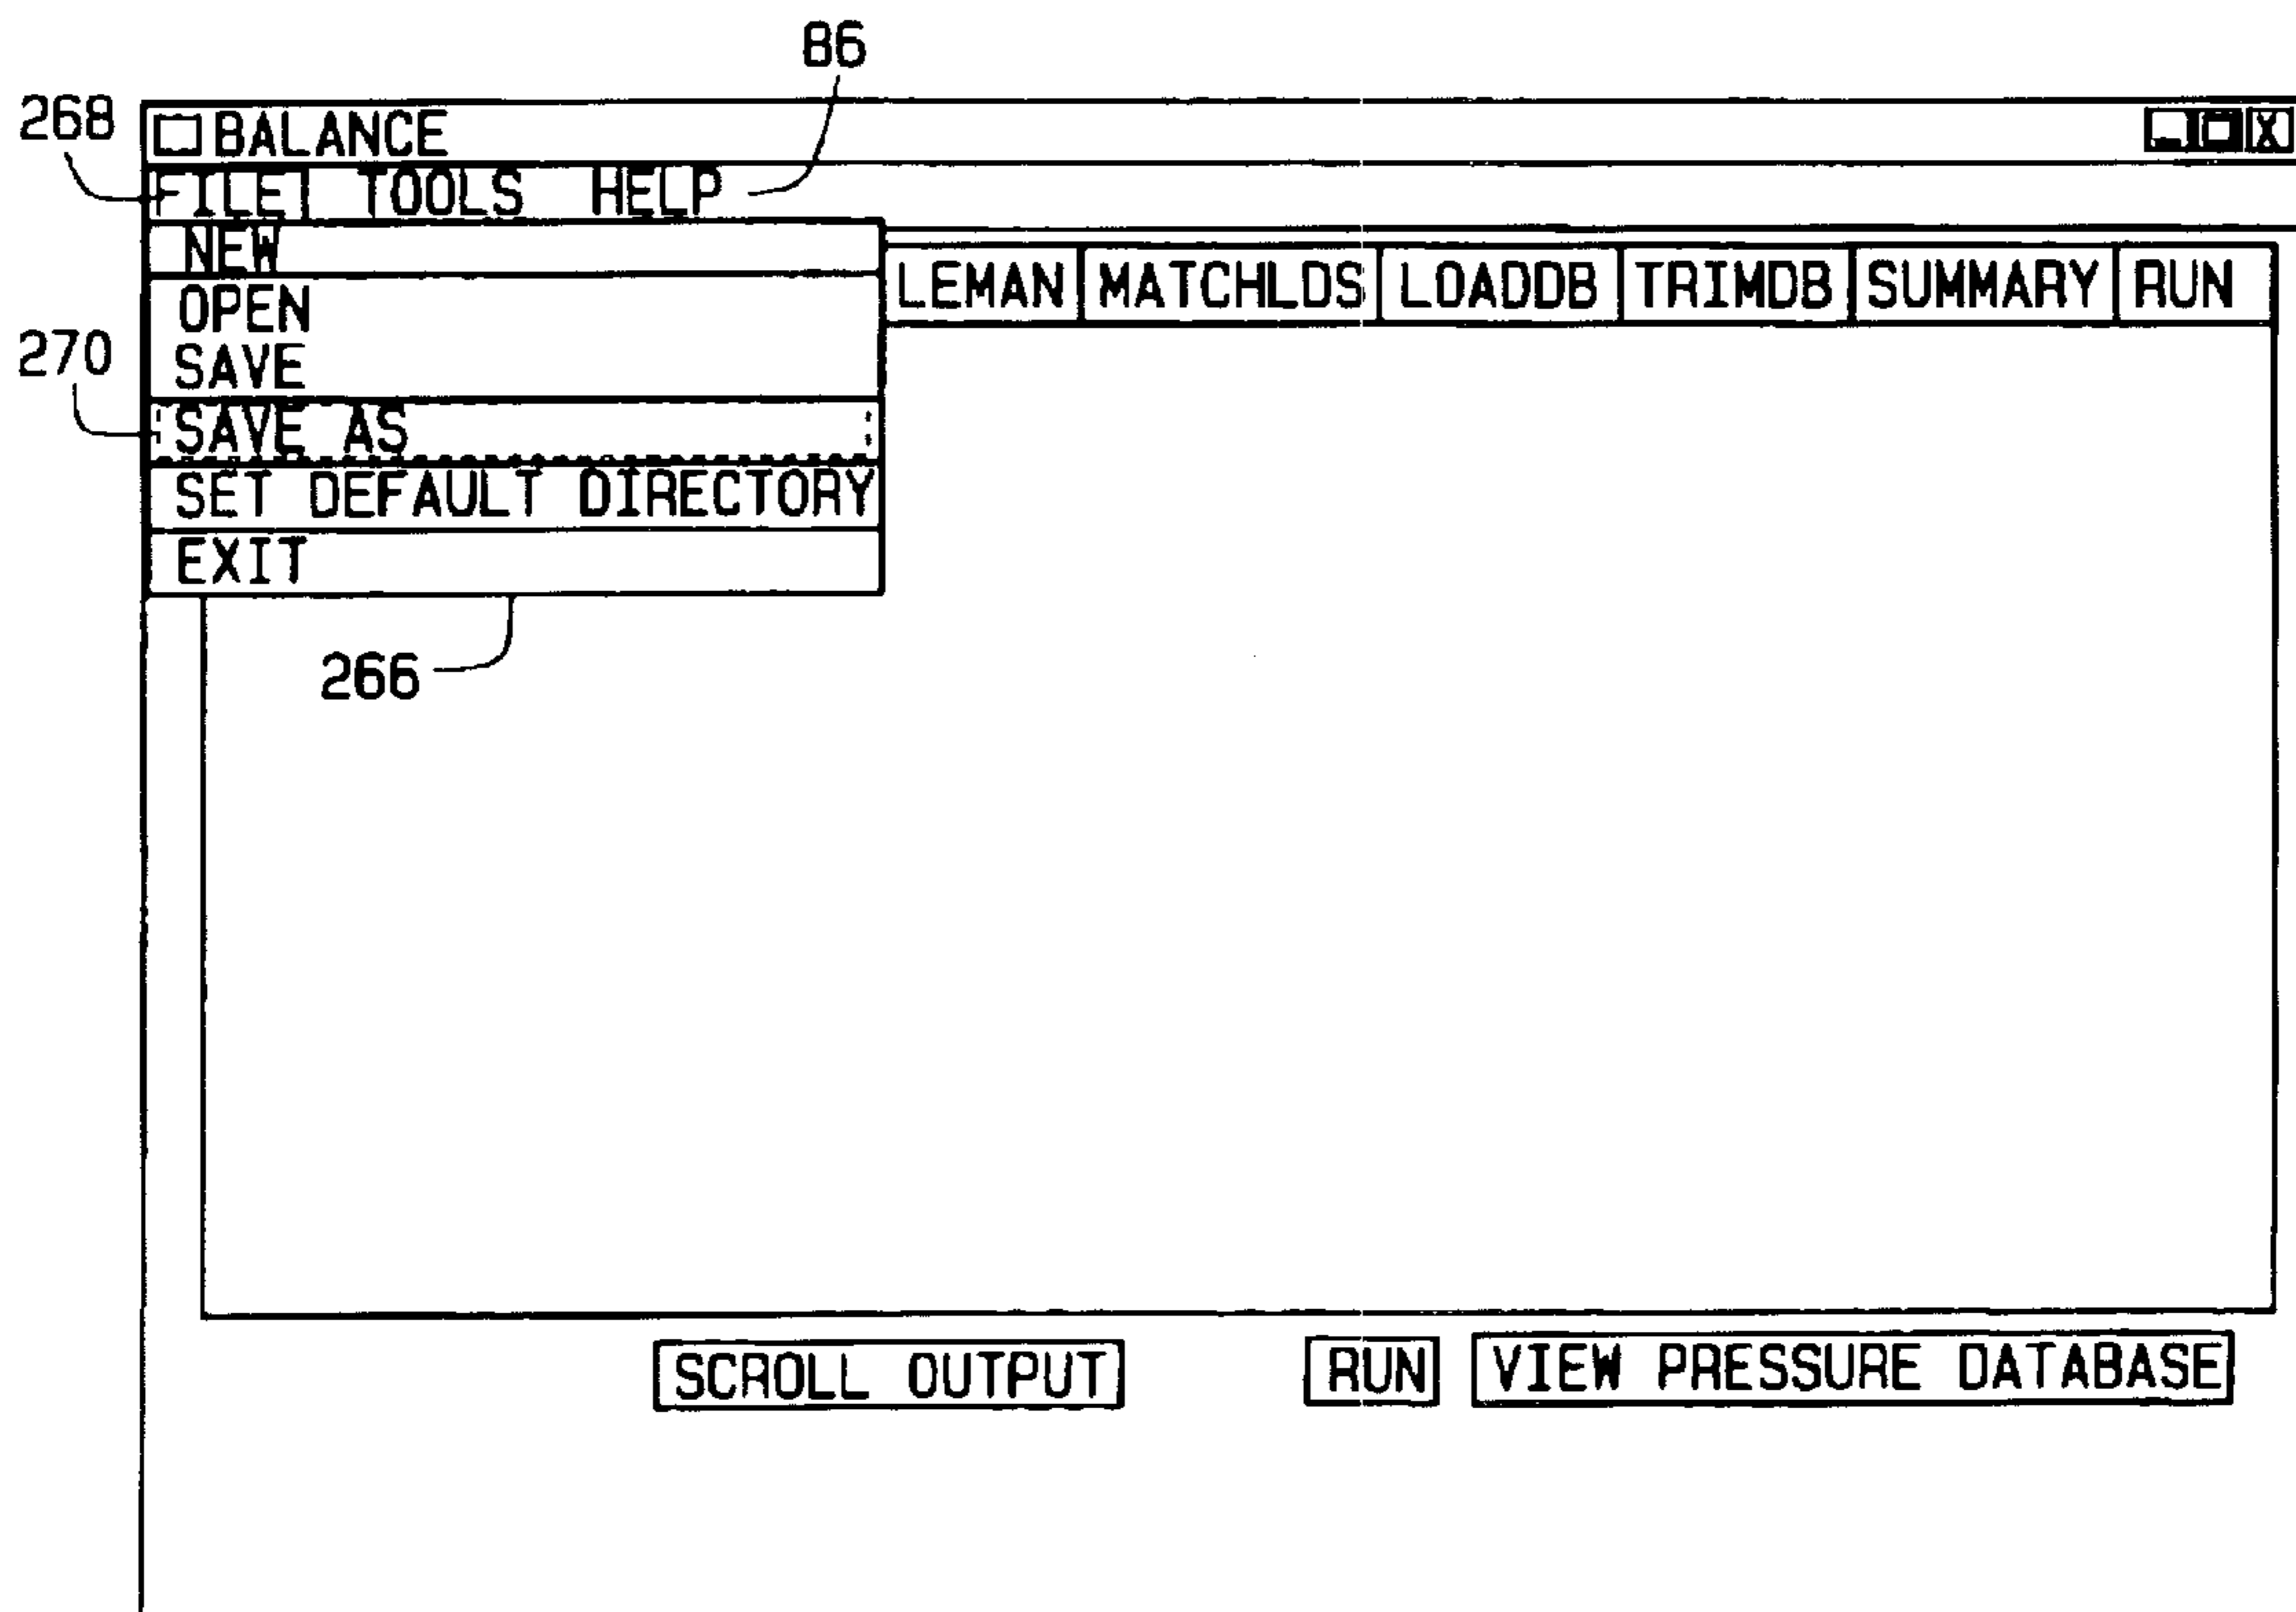 86
268
BALANCE
FILE TOOLS HELP
NEW
LEMAN MATCHLDS LOADDB TRIMDB SUMMARY RUN
OPEN
270
SAVE
SAVE AS
SET DEFAULT DIRECTORY
EXIT
266
SCROLL OUTPUT RUN VIEW PRESSURE DATABASE